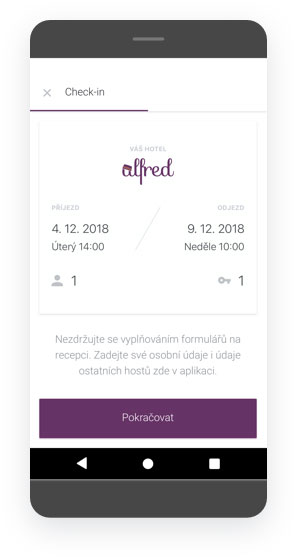 Check-in
VÁŠ HOTEL
alfred
PŘÍJEZD ODJEZD
4. 12. 2018 9. 12. 2018
Úterý 14:00 Neděle 10:00
1 1
Nezdržujte se vyplňováním formulářů na
recepci. Zadejte své osobní údaje i údaje
ostatních hostů zde v aplikaci.
Pokračovat